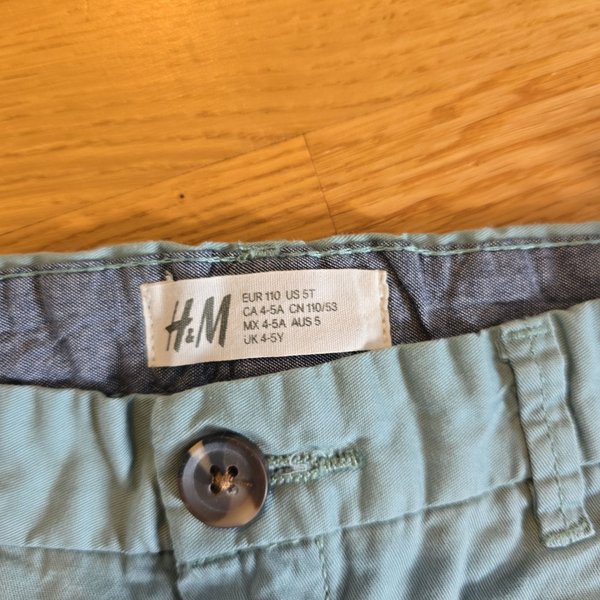 H&M
EUR 110 US 5T
CA 4-5A CN 110/53
MX 4-5A AUS 5
UK 4-5Y